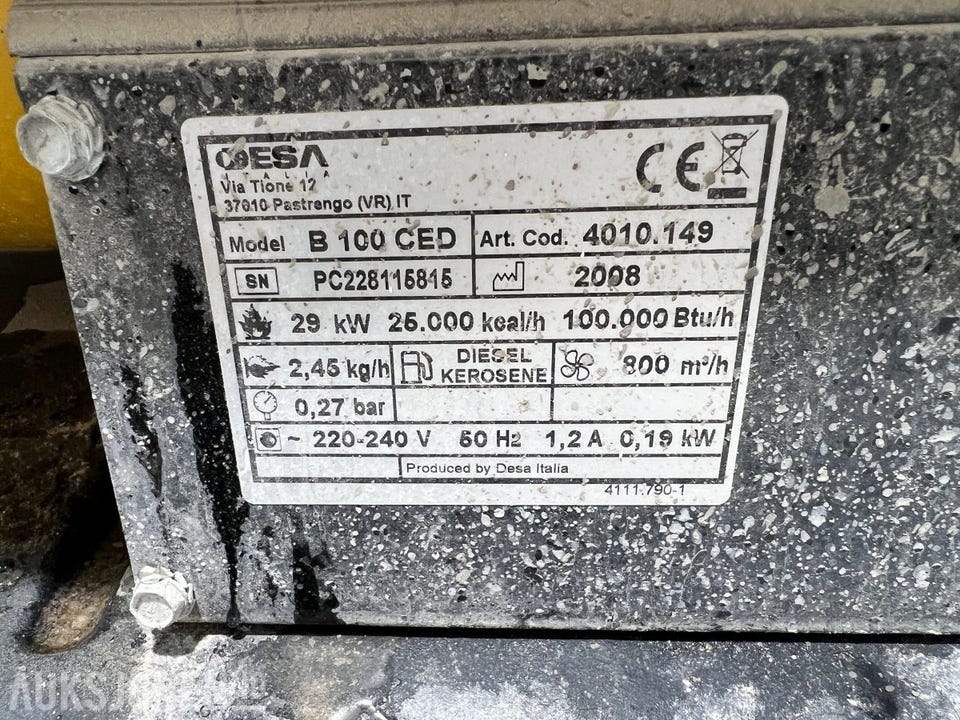 DESA
ITALIA
Via Tione 12
37010 Pastrengo (VR) IT
CE
Model B 100 CED Art. Cod. 4010.149
SN PC228115815 2008
29 kW 25.000 kcal/h 100.000 Btu/h
2,45 kg/h DIESEL KEROSENE 800 m³/h
0,27 bar
~ 220-240 V 50 Hz 1,2 A 0,19 kW
Produced by Desa Italia
4111.790-1